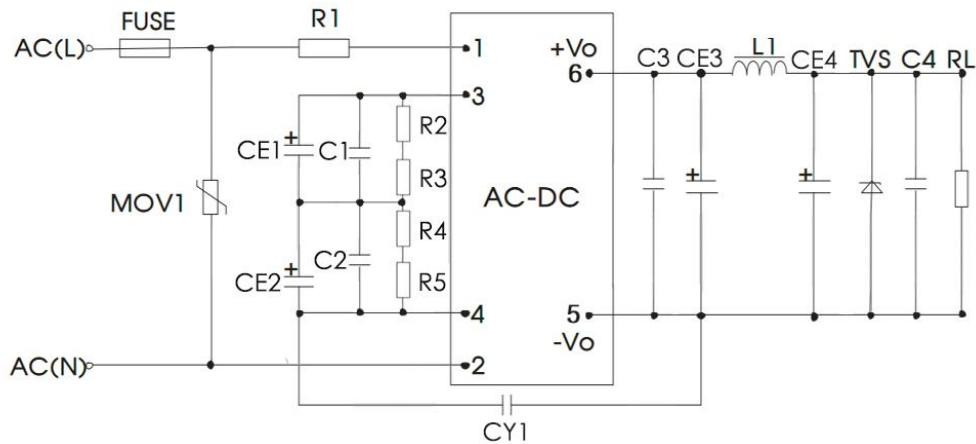 FUSE
R1
AC(L)
1
3
CE1
+
C1
R2
R3
MOV1
CE2
+
C2
R4
R5
4
AC(N)
2
AC-DC
+Vo
6
5
-Vo
C3
CE3
L1
CE4
TVS
C4
RL
+
+
CY1